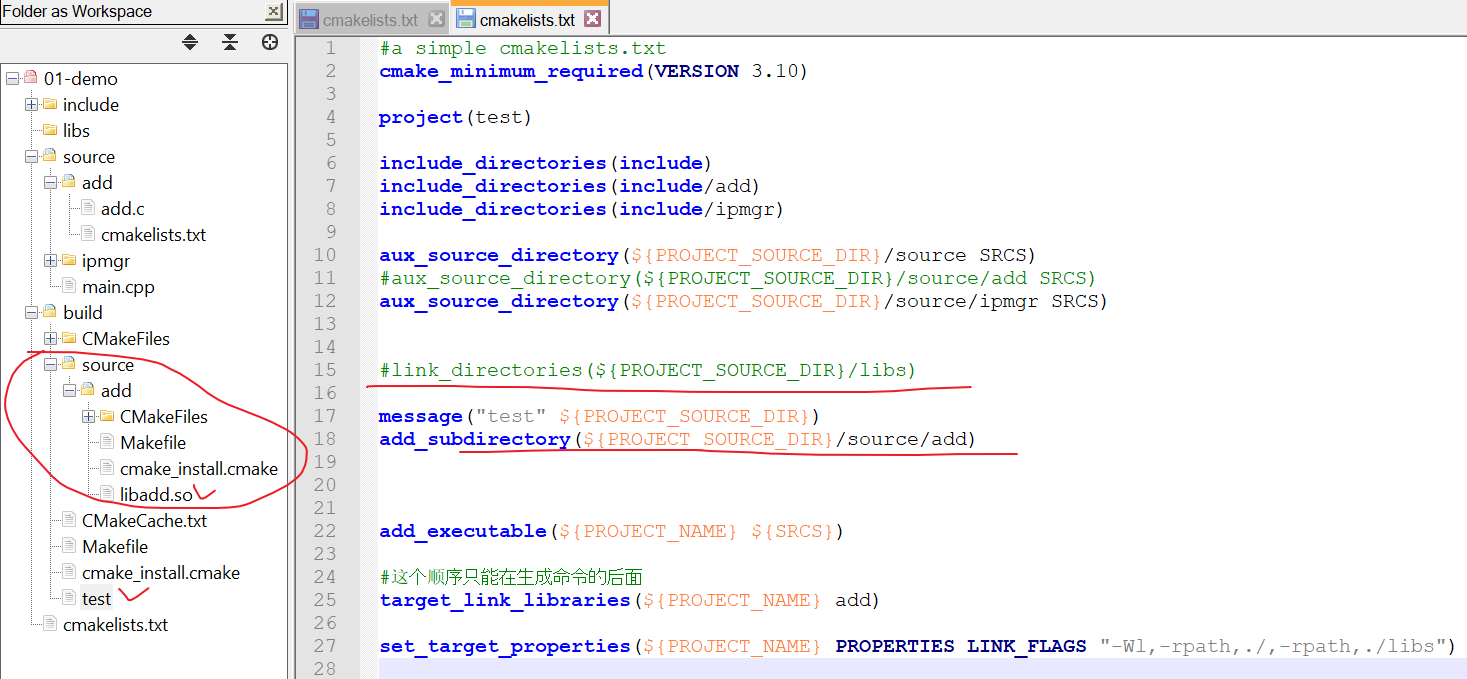 Folder as Workspace
01-demo
include
libs
source
add
add.c
cmakelists.txt
ipmgr
main.cpp
build
CMakeFiles
source
add
CMakeFiles
Makefile
cmake_install.cmake
libadd.so
CMakeCache.txt
Makefile
cmake_install.cmake
test
cmakelists.txt
cmakelists.txt cmakelists.txt
1 #a simple cmakelists.txt
2 cmake_minimum_required(VERSION 3.10)
3
4 project(test)
5
6 include_directories(include)
7 include_directories(include/add)
8 include_directories(include/ipmgr)
9
10 aux_source_directory(${PROJECT_SOURCE_DIR}/source SRCS)
11 #aux_source_directory(${PROJECT_SOURCE_DIR}/source/add SRCS)
12 aux_source_directory(${PROJECT_SOURCE_DIR}/source/ipmgr SRCS)
13
14
15 #link_directories(${PROJECT_SOURCE_DIR}/libs)
16
17 message("test" ${PROJECT_SOURCE_DIR})
18 add_subdirectory(${PROJECT_SOURCE_DIR}/source/add)
19
20
21
22 add_executable(${PROJECT_NAME} ${SRCS})
23
24 #这个顺序只能在生成命令的后面
25 target_link_libraries(${PROJECT_NAME} add)
26
27 set_target_properties(${PROJECT_NAME} PROPERTIES LINK_FLAGS "-Wl,-rpath,./,-rpath,./libs")
28